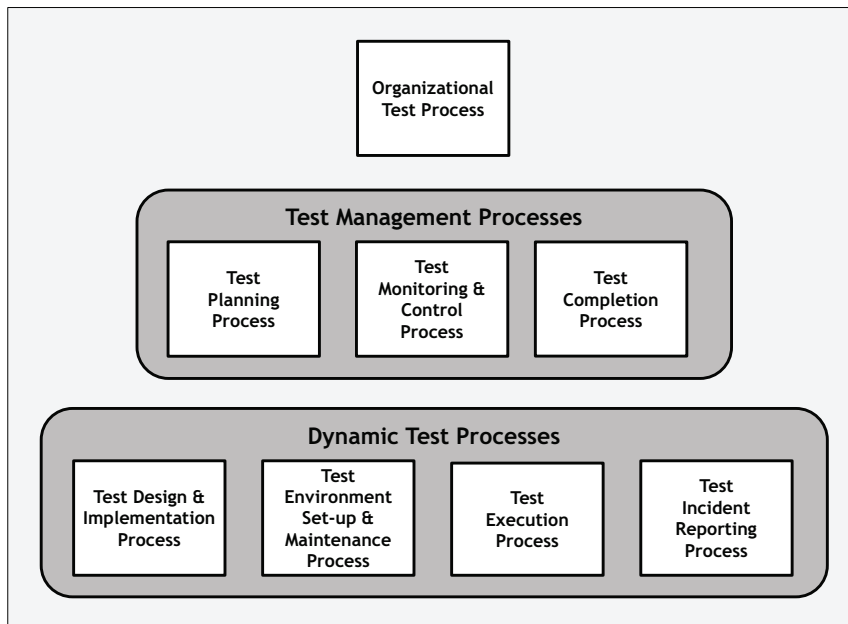 Organizational
Test Process
Test Management Processes
Test
Planning
Process
Test
Monitoring &
Control
Process
Test
Completion
Process
Dynamic Test Processes
Test Design &
Implementation
Process
Test
Environment
Set-up &
Maintenance
Process
Test
Execution
Process
Test
Incident
Reporting
Process